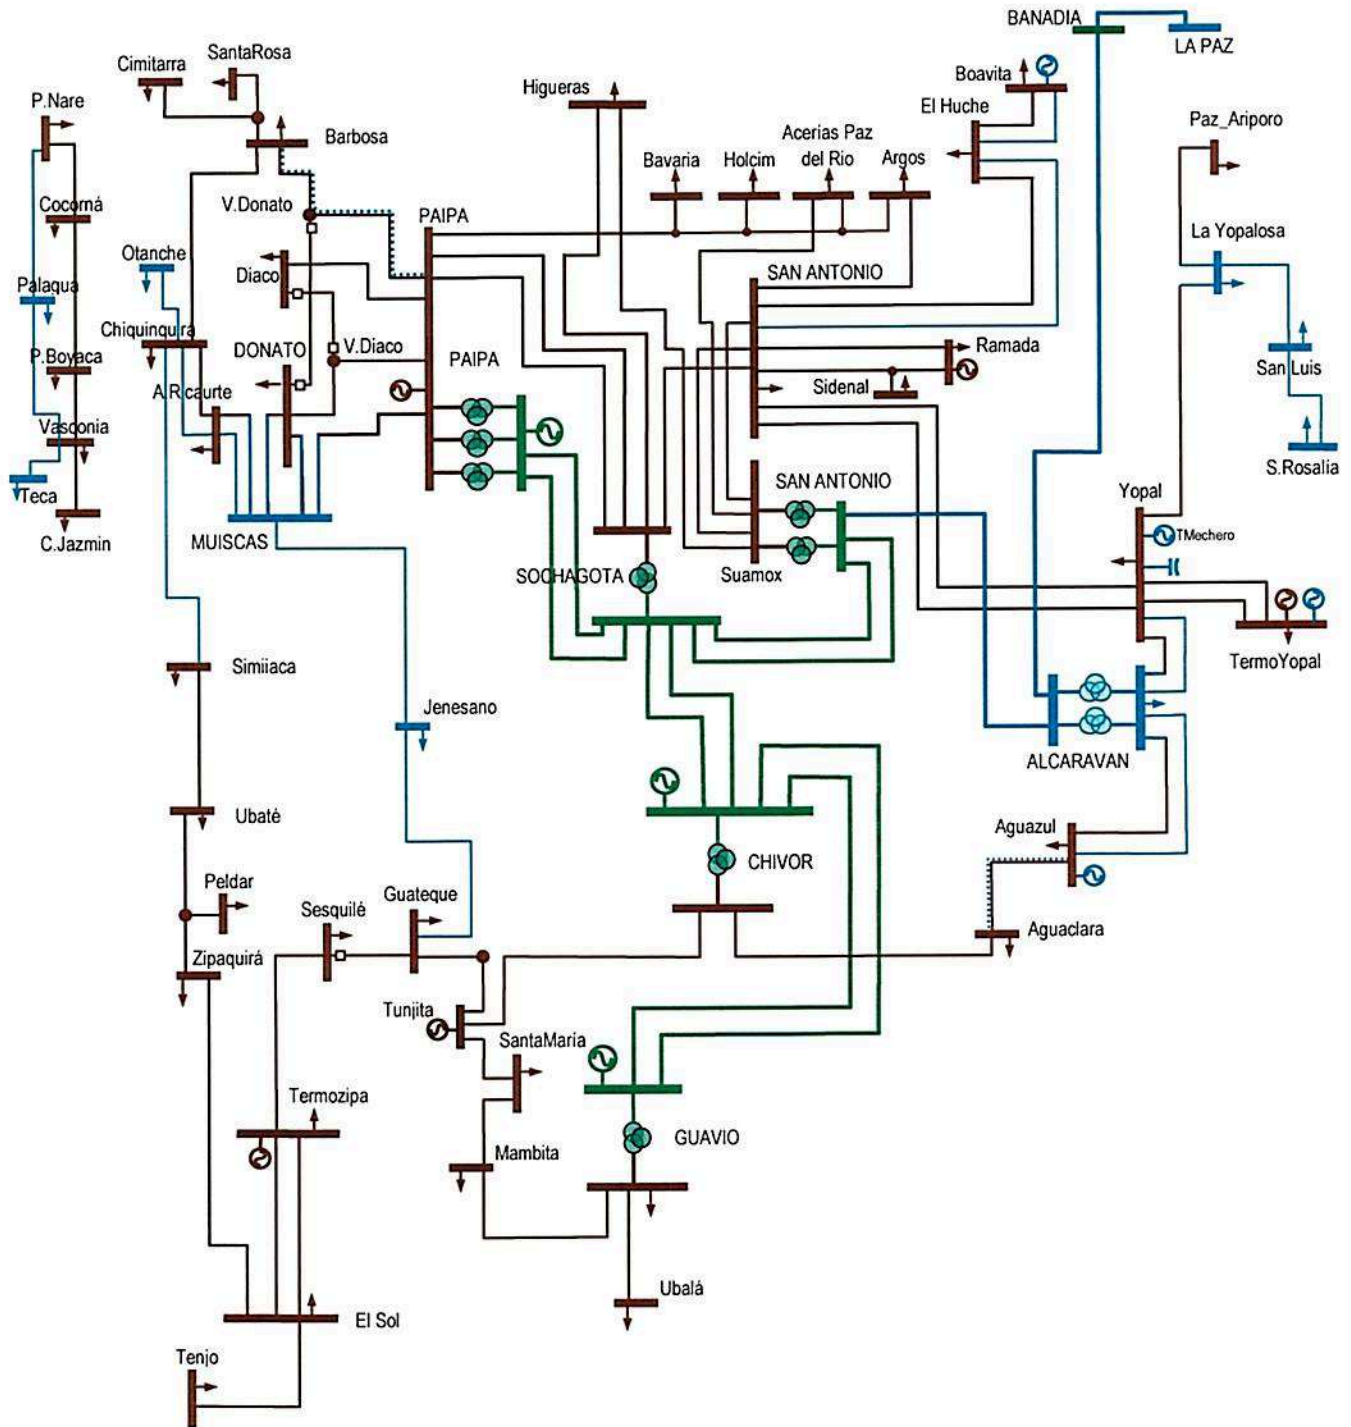 BANADIA
LA PAZ
SantaRosa
Cimitarra
Boavita
Higueras
El Huche
P.Nare
Acerias Paz
del Rio
Paz_Ariporo
Barbosa
Bavaria
Holcim
Argos
Cocorná
V.Donato
PAIPA
La Yopalosa
Otanche
Diaco
SAN ANTONIO
Palaqua
Chiquinquirá
DONATO
V.Diaco
PAIPA
Ramada
P.Boyaca
San Luis
A.Ricaurte
Sidenal
Vasconia
S.Rosalía
Teca
SAN ANTONIO
Yopal
TMechero
C.Jazmin
MUISCAS
SOCHAGOTA
Suamox
TermoYopal
Simiiaca
Jenesano
ALCARAVAN
Ubaté
Aguazul
CHIVOR
Peldar
Guateque
Sesquilé
Aguaclara
Zipaquirá
Tunjita
SantaMaría
Termozipa
Mambita
GUAVIO
Ubalá
El Sol
Tenjo